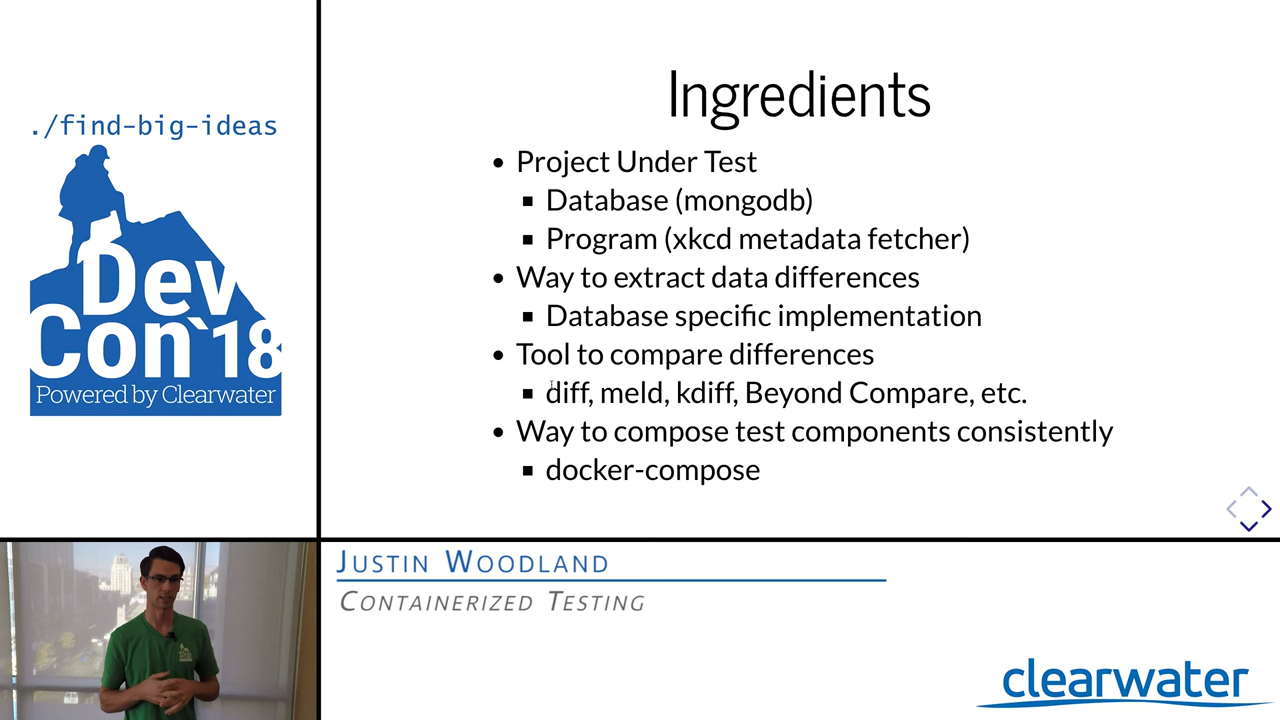 ./find-big-ideas
Dev
Con`18
Powered by Clearwater
Ingredients
Project Under Test
Database (mongodb)
Program (xkcd metadata fetcher)
Way to extract data differences
Database specific implementation
Tool to compare differences
diff, meld, kdiff, Beyond Compare, etc.
Way to compose test components consistently
docker-compose
JUSTIN WOODLAND
CONTAINERIZED TESTING
clearwater